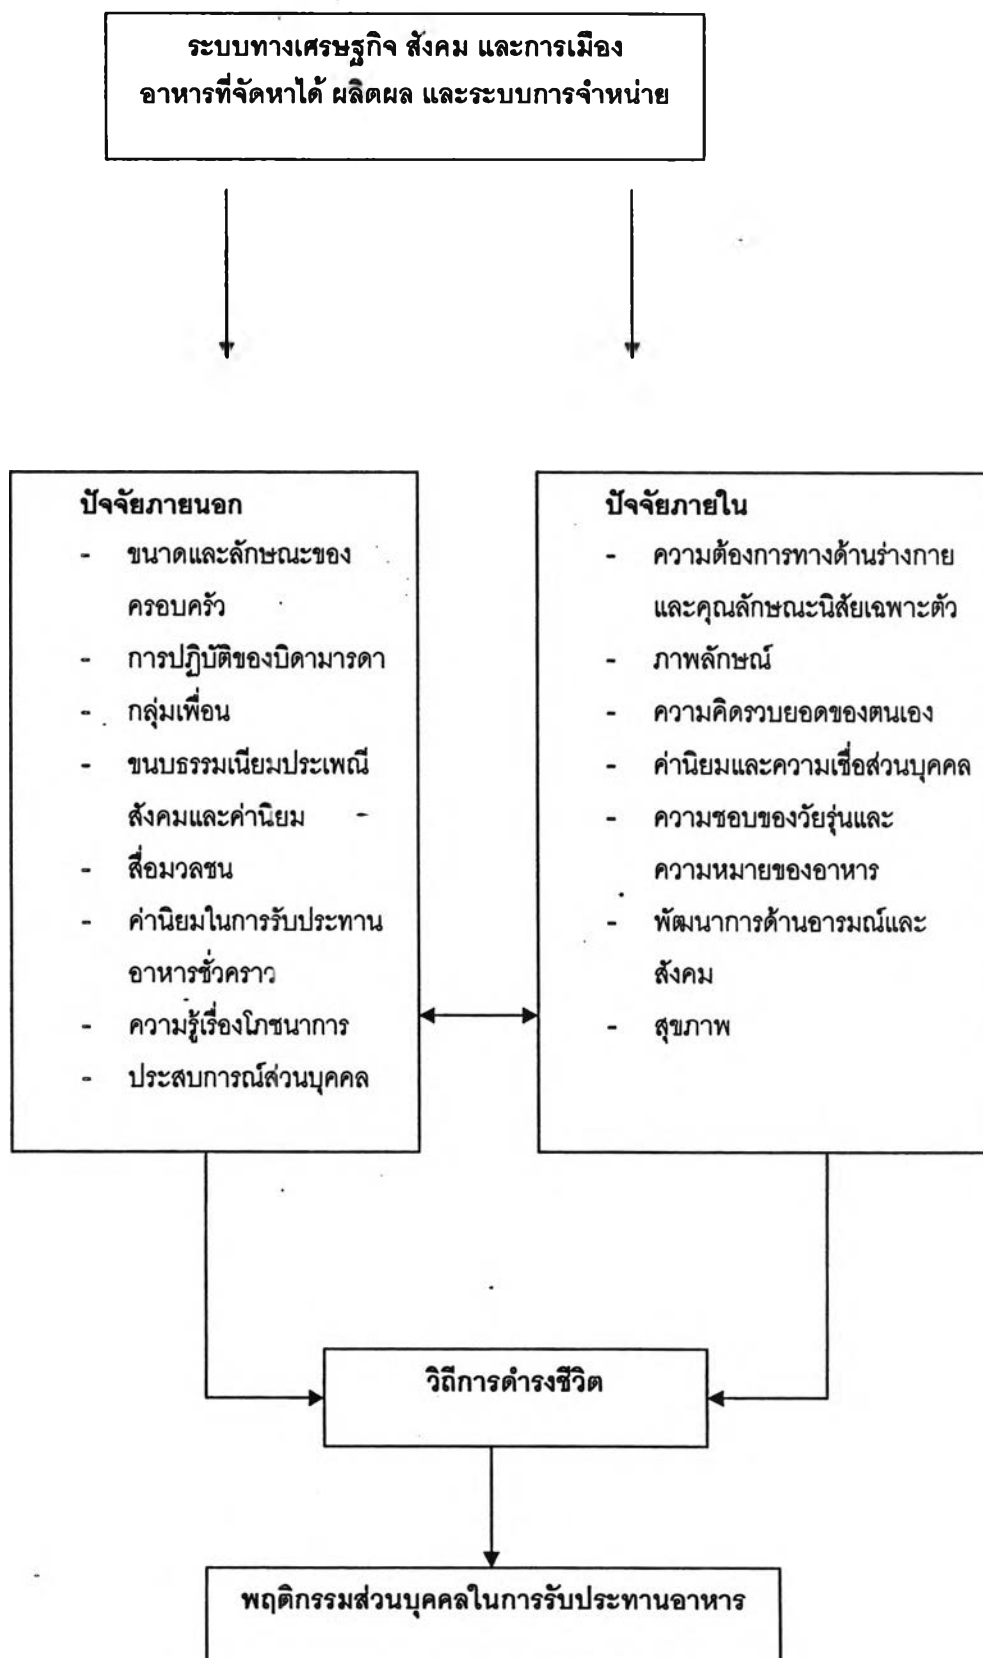 ระบบทางเศรษฐกิจ สังคม และการเมือง
อาหารที่จัดหาได้ ผลิตผล และระบบการจำหน่าย
ปัจจัยภายนอก
- ขนาดและลักษณะของ
ครอบครัว
- การปฏิบัติของบิดามารดา
- กลุ่มเพื่อน
- ขนบธรรมเนียมประเพณี
สังคมและค่านิยม
- สื่อมวลชน
- ค่านิยมในการรับประทาน
อาหารชั่วคราว
- ความรู้เรื่องโภชนาการ
- ประสบการณ์ส่วนบุคคล
ปัจจัยภายใน
- ความต้องการทางด้านร่างกาย
และคุณลักษณะนิสัยเฉพาะตัว
- ภาพลักษณ์
- ความคิดรวบยอดของตนเอง
- ค่านิยมและความเชื่อส่วนบุคคล
- ความชอบของวัยรุ่นและ
ความหมายของอาหาร
- พัฒนาการด้านอารมณ์และ
สังคม
- สุขภาพ
วิถีการดำรงชีวิต
พฤติกรรมส่วนบุคคลในการรับประทานอาหาร